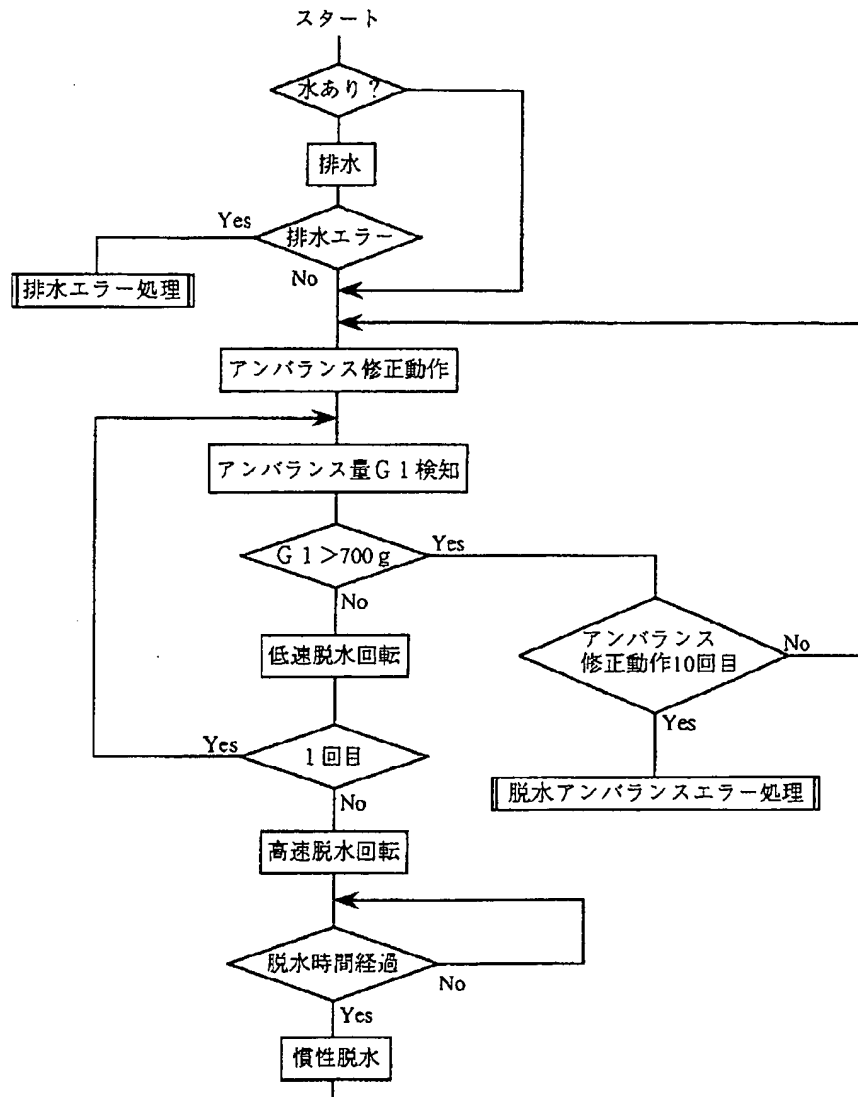 スタート
水あり?
排水
Yes
排水エラー
排水エラー処理
No
アンバランス修正動作
アンバランス量G1検知
G1>700g
Yes
No
アンバランス
修正動作10回目
No
低速脱水回転
Yes
1回目
Yes
脱水アンバランスエラー処理
No
高速脱水回転
脱水時間経過
No
Yes
慣性脱水